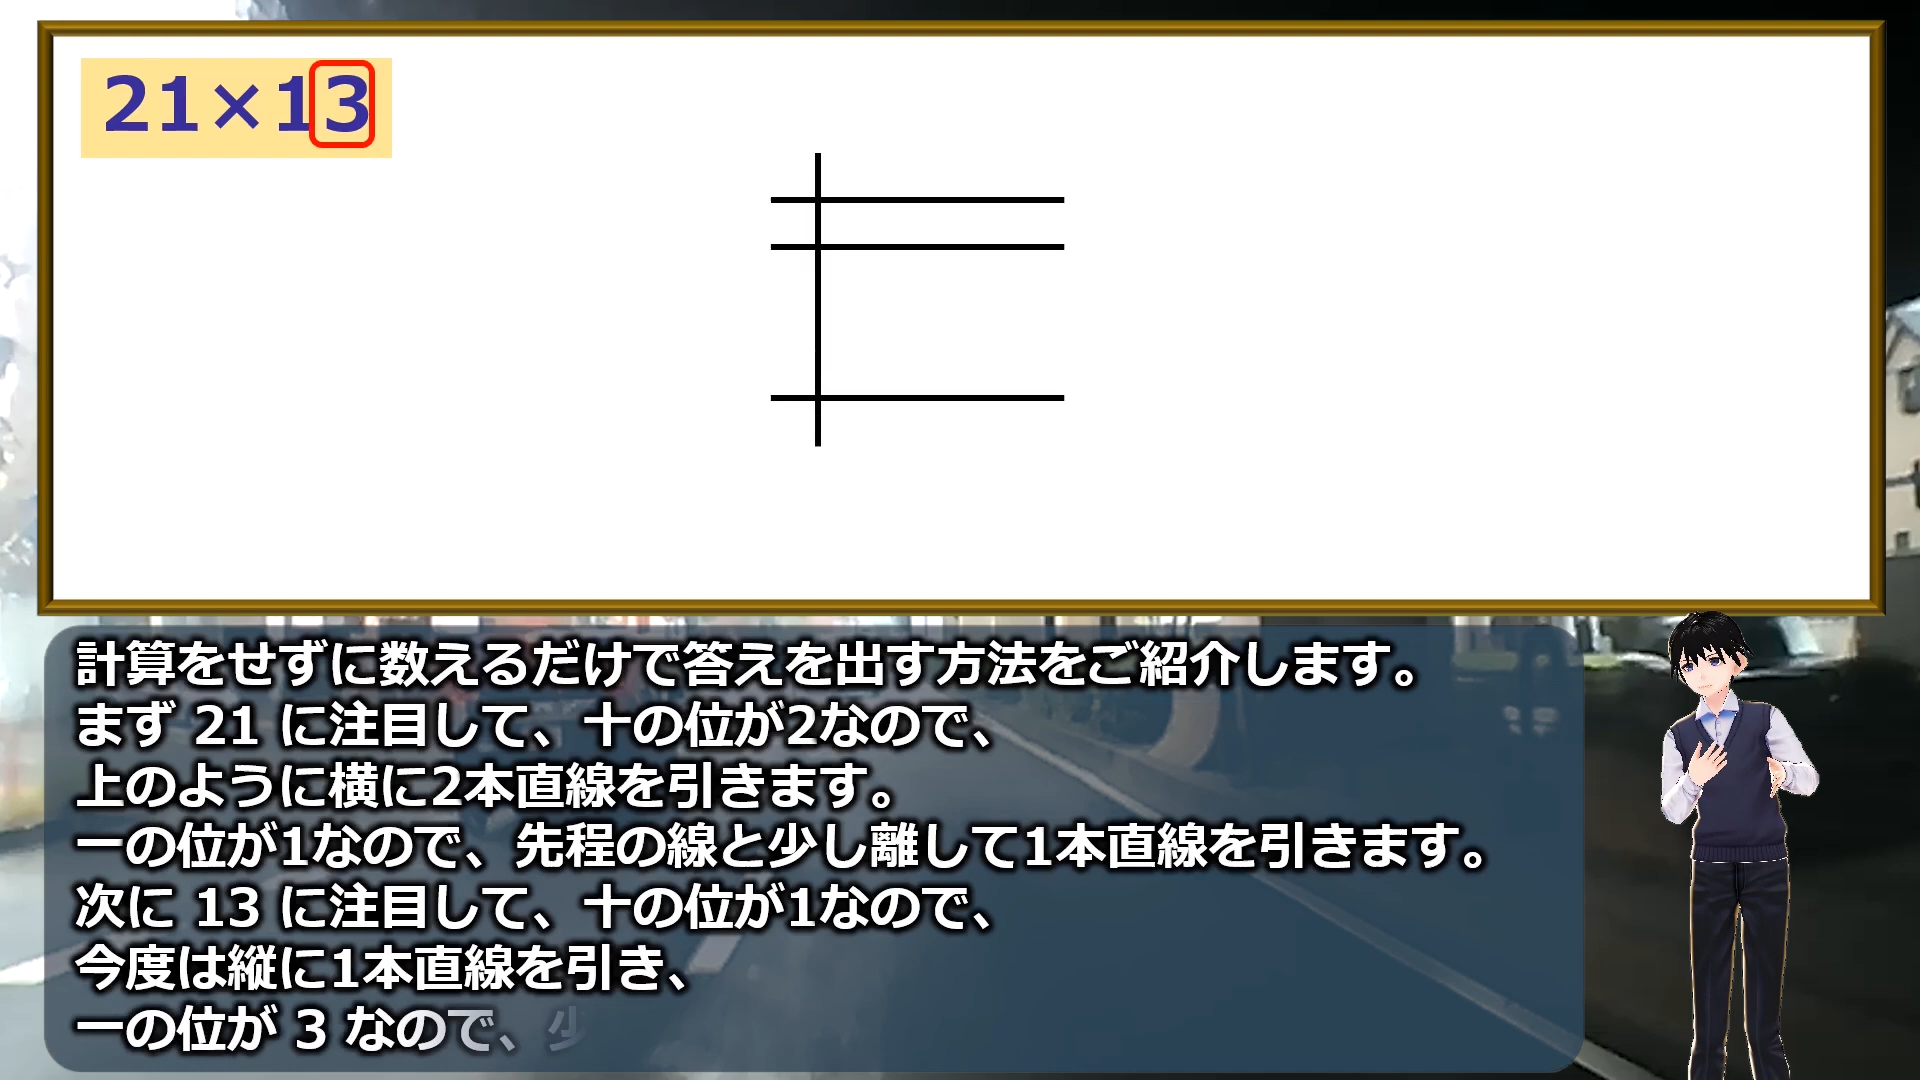 21×13
計算をせずに数えるだけで答えを出す方法をご紹介します。
まず 21 に注目して、十の位が2なので、
上のように横に2本直線を引きます。
一の位が1なので、先程の線と少し離して1本直線を引きます。
次に 13 に注目して、十の位が1なので、
今度は縦に1本直線を引き、
一の位が 3 なので、少